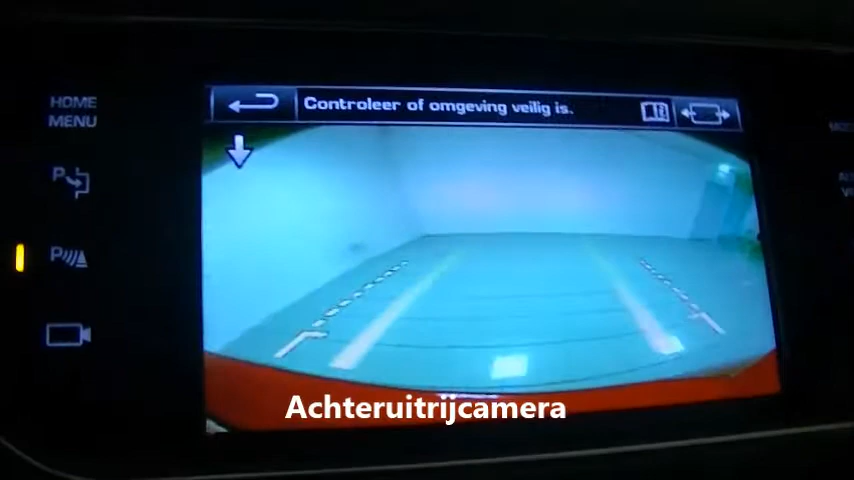 HOME
MENU
Controleer of omgeving veilig is.
P
P
Achteruitrijcamera